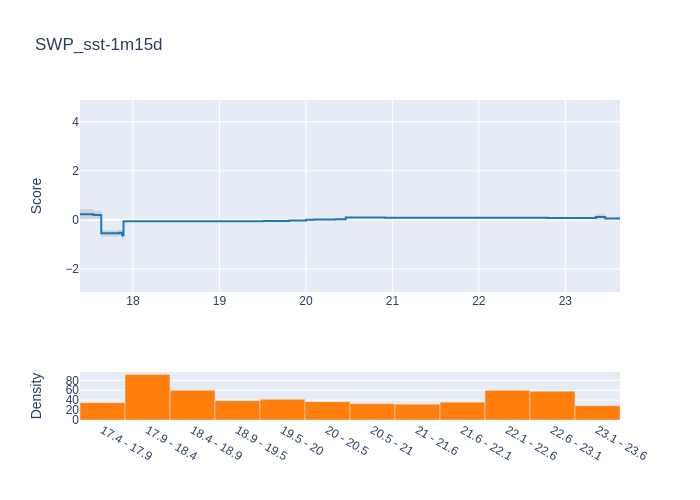 SWP_sst-1m15d
Score
4
2
0
−2
18 19 20 21 22 23
Density
80
60
40
20
0
17.4 - 17.9
17.9 - 18.4
18.4 - 18.9
18.9 - 19.5
19.5 - 20
20 - 20.5
20.5 - 21
21 - 21.6
21.6 - 22.1
22.1 - 22.6
22.6 - 23.1
23.1 - 23.6